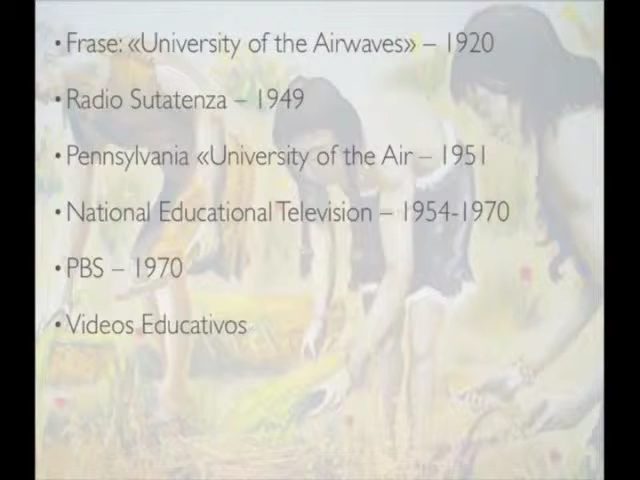 • Frase: «University of the Airwaves» – 1920
• Radio Sutatenza – 1949
• Pennsylvania «University of the Air – 1951
• National Educational Television – 1954-1970
• PBS – 1970
• Videos Educativos